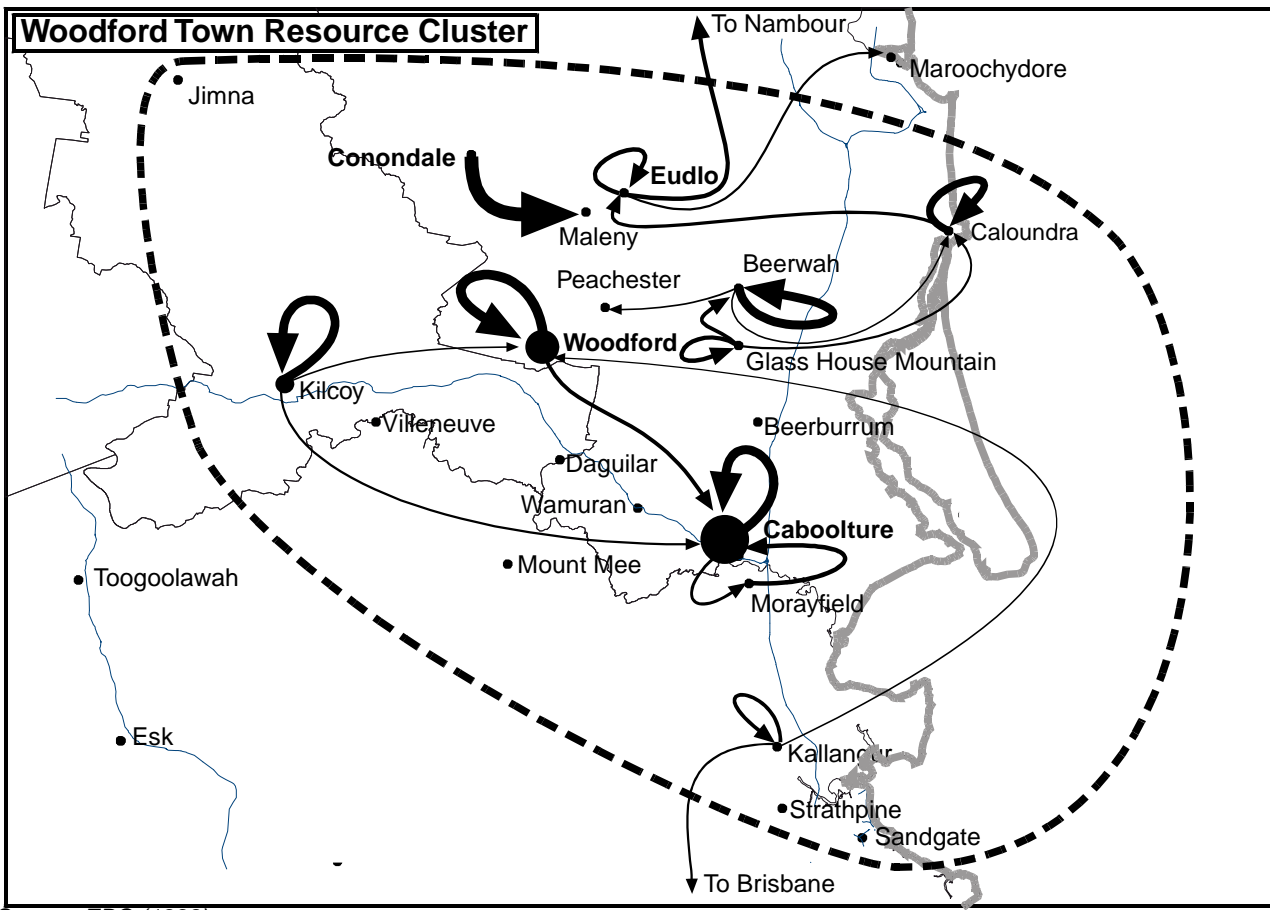 Woodford Town Resource Cluster
To Nambour
Maroochydore
Jimna
Conondale
Eudlo
Maleny
Caloundra
Beerwah
Peachester
Woodford
Glass House Mountain
Kilcoy
Villeneuve
Beerburrum
Daguilar
Wamuran
Caboolture
Mount Mee
Toogoolawah
Morayfield
Esk
Kallangur
Strathpine
Sandgate
To Brisbane